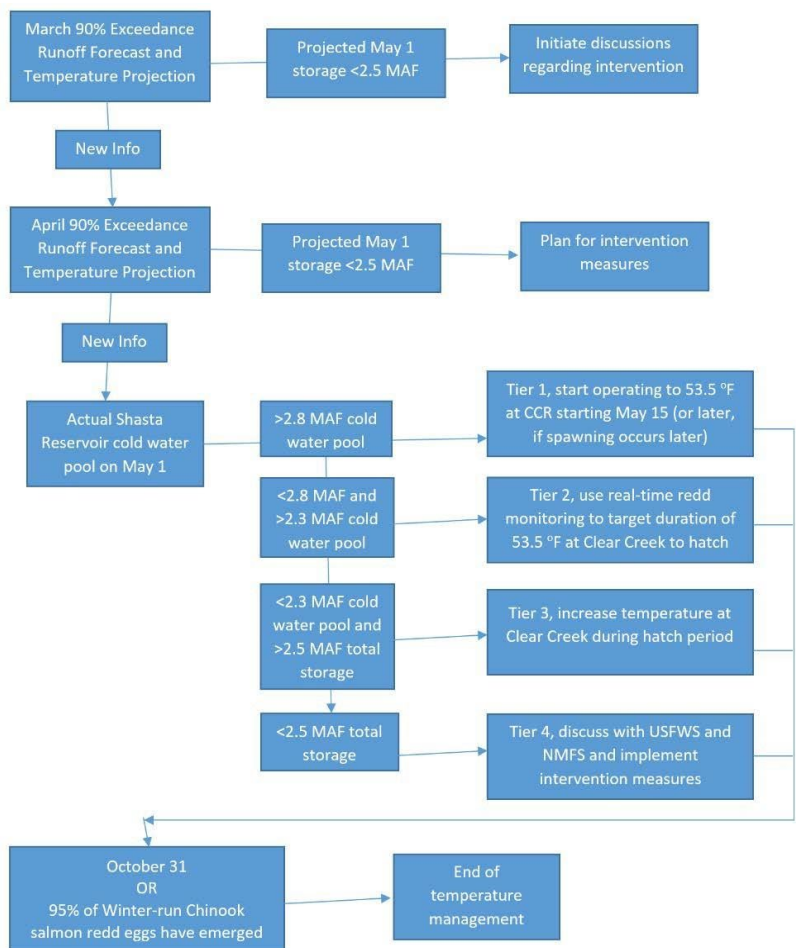 March 90% Exceedance
Runoff Forecast and
Temperature Projection
Projected May 1
storage <2.5 MAF
Initiate discussions
regarding intervention
New Info
April 90% Exceedance
Runoff Forecast and
Temperature Projection
Projected May 1
storage <2.5 MAF
Plan for intervention
measures
New Info
Actual Shasta
Reservoir cold water
pool on May 1
>2.8 MAF cold
water pool
Tier 1, start operating to 53.5 °F
at CCR starting May 15 (or later,
if spawning occurs later)
<2.8 MAF and
>2.3 MAF cold
water pool
Tier 2, use real-time redd
monitoring to target duration of
53.5 °F at Clear Creek to hatch
<2.3 MAF cold
water pool and
>2.5 MAF total
storage
Tier 3, increase temperature at
Clear Creek during hatch period
<2.5 MAF total
storage
Tier 4, discuss with USFWS and
NMFS and implement
intervention measures
October 31
OR
95% of Winter-run Chinook
salmon redd eggs have emerged
End of
temperature
management